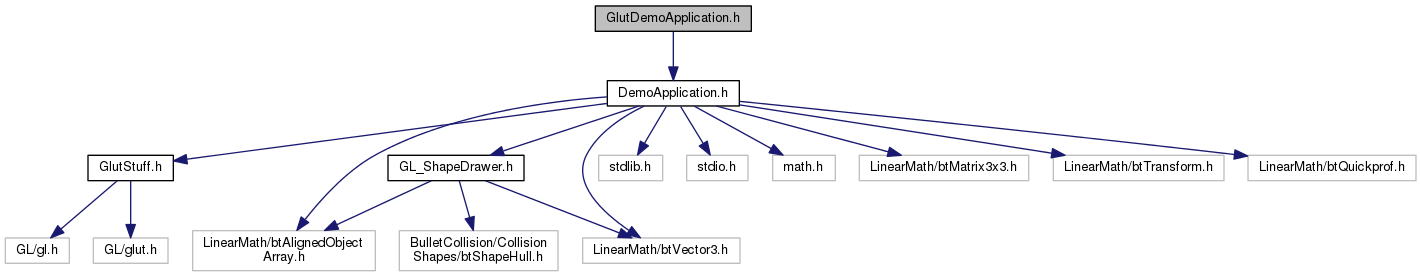 GlutDemoApplication.h
DemoApplication.h
GlutStuff.h
GL_ShapeDrawer.h
stdlib.h
stdio.h
math.h
LinearMath/btMatrix3x3.h
LinearMath/btTransform.h
LinearMath/btQuickprof.h
GL/gl.h
GL/glut.h
LinearMath/btAlignedObject
Array.h
BulletCollision/Collision
Shapes/btShapeHull.h
LinearMath/btVector3.h